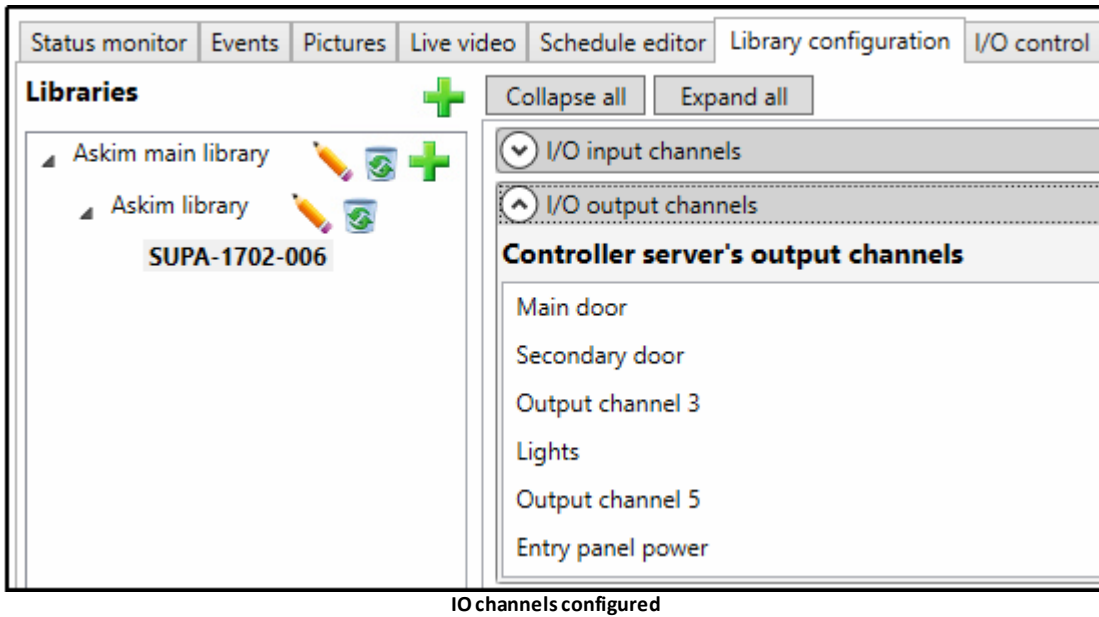 Status monitor Events Pictures Live video Schedule editor Library configuration I/O control
Libraries
Collapse all Expand all
Askim main library
I/O input channels
Askim library
I/O output channels
SUPA-1702-006
Controller server's output channels
Main door
Secondary door
Output channel 3
Lights
Output channel 5
Entry panel power
IO channels configured